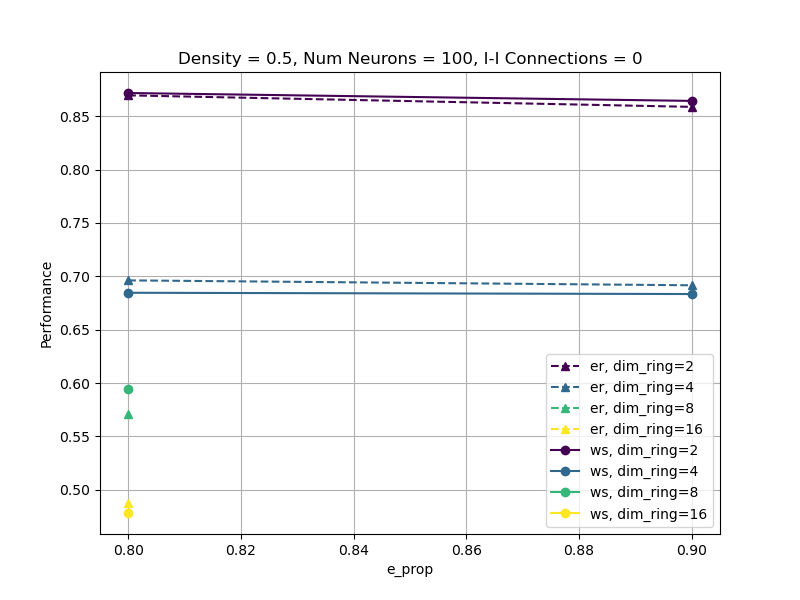 Density = 0.5, Num Neurons = 100, I-I Connections = 0
Performance
0.85
0.80
0.75
0.70
0.65
0.60
0.55
0.50
er, dim_ring=2
er, dim_ring=4
er, dim_ring=8
er, dim_ring=16
ws, dim_ring=2
ws, dim_ring=4
ws, dim_ring=8
ws, dim_ring=16
0.80 0.82 0.84 0.86 0.88 0.90
e_prop